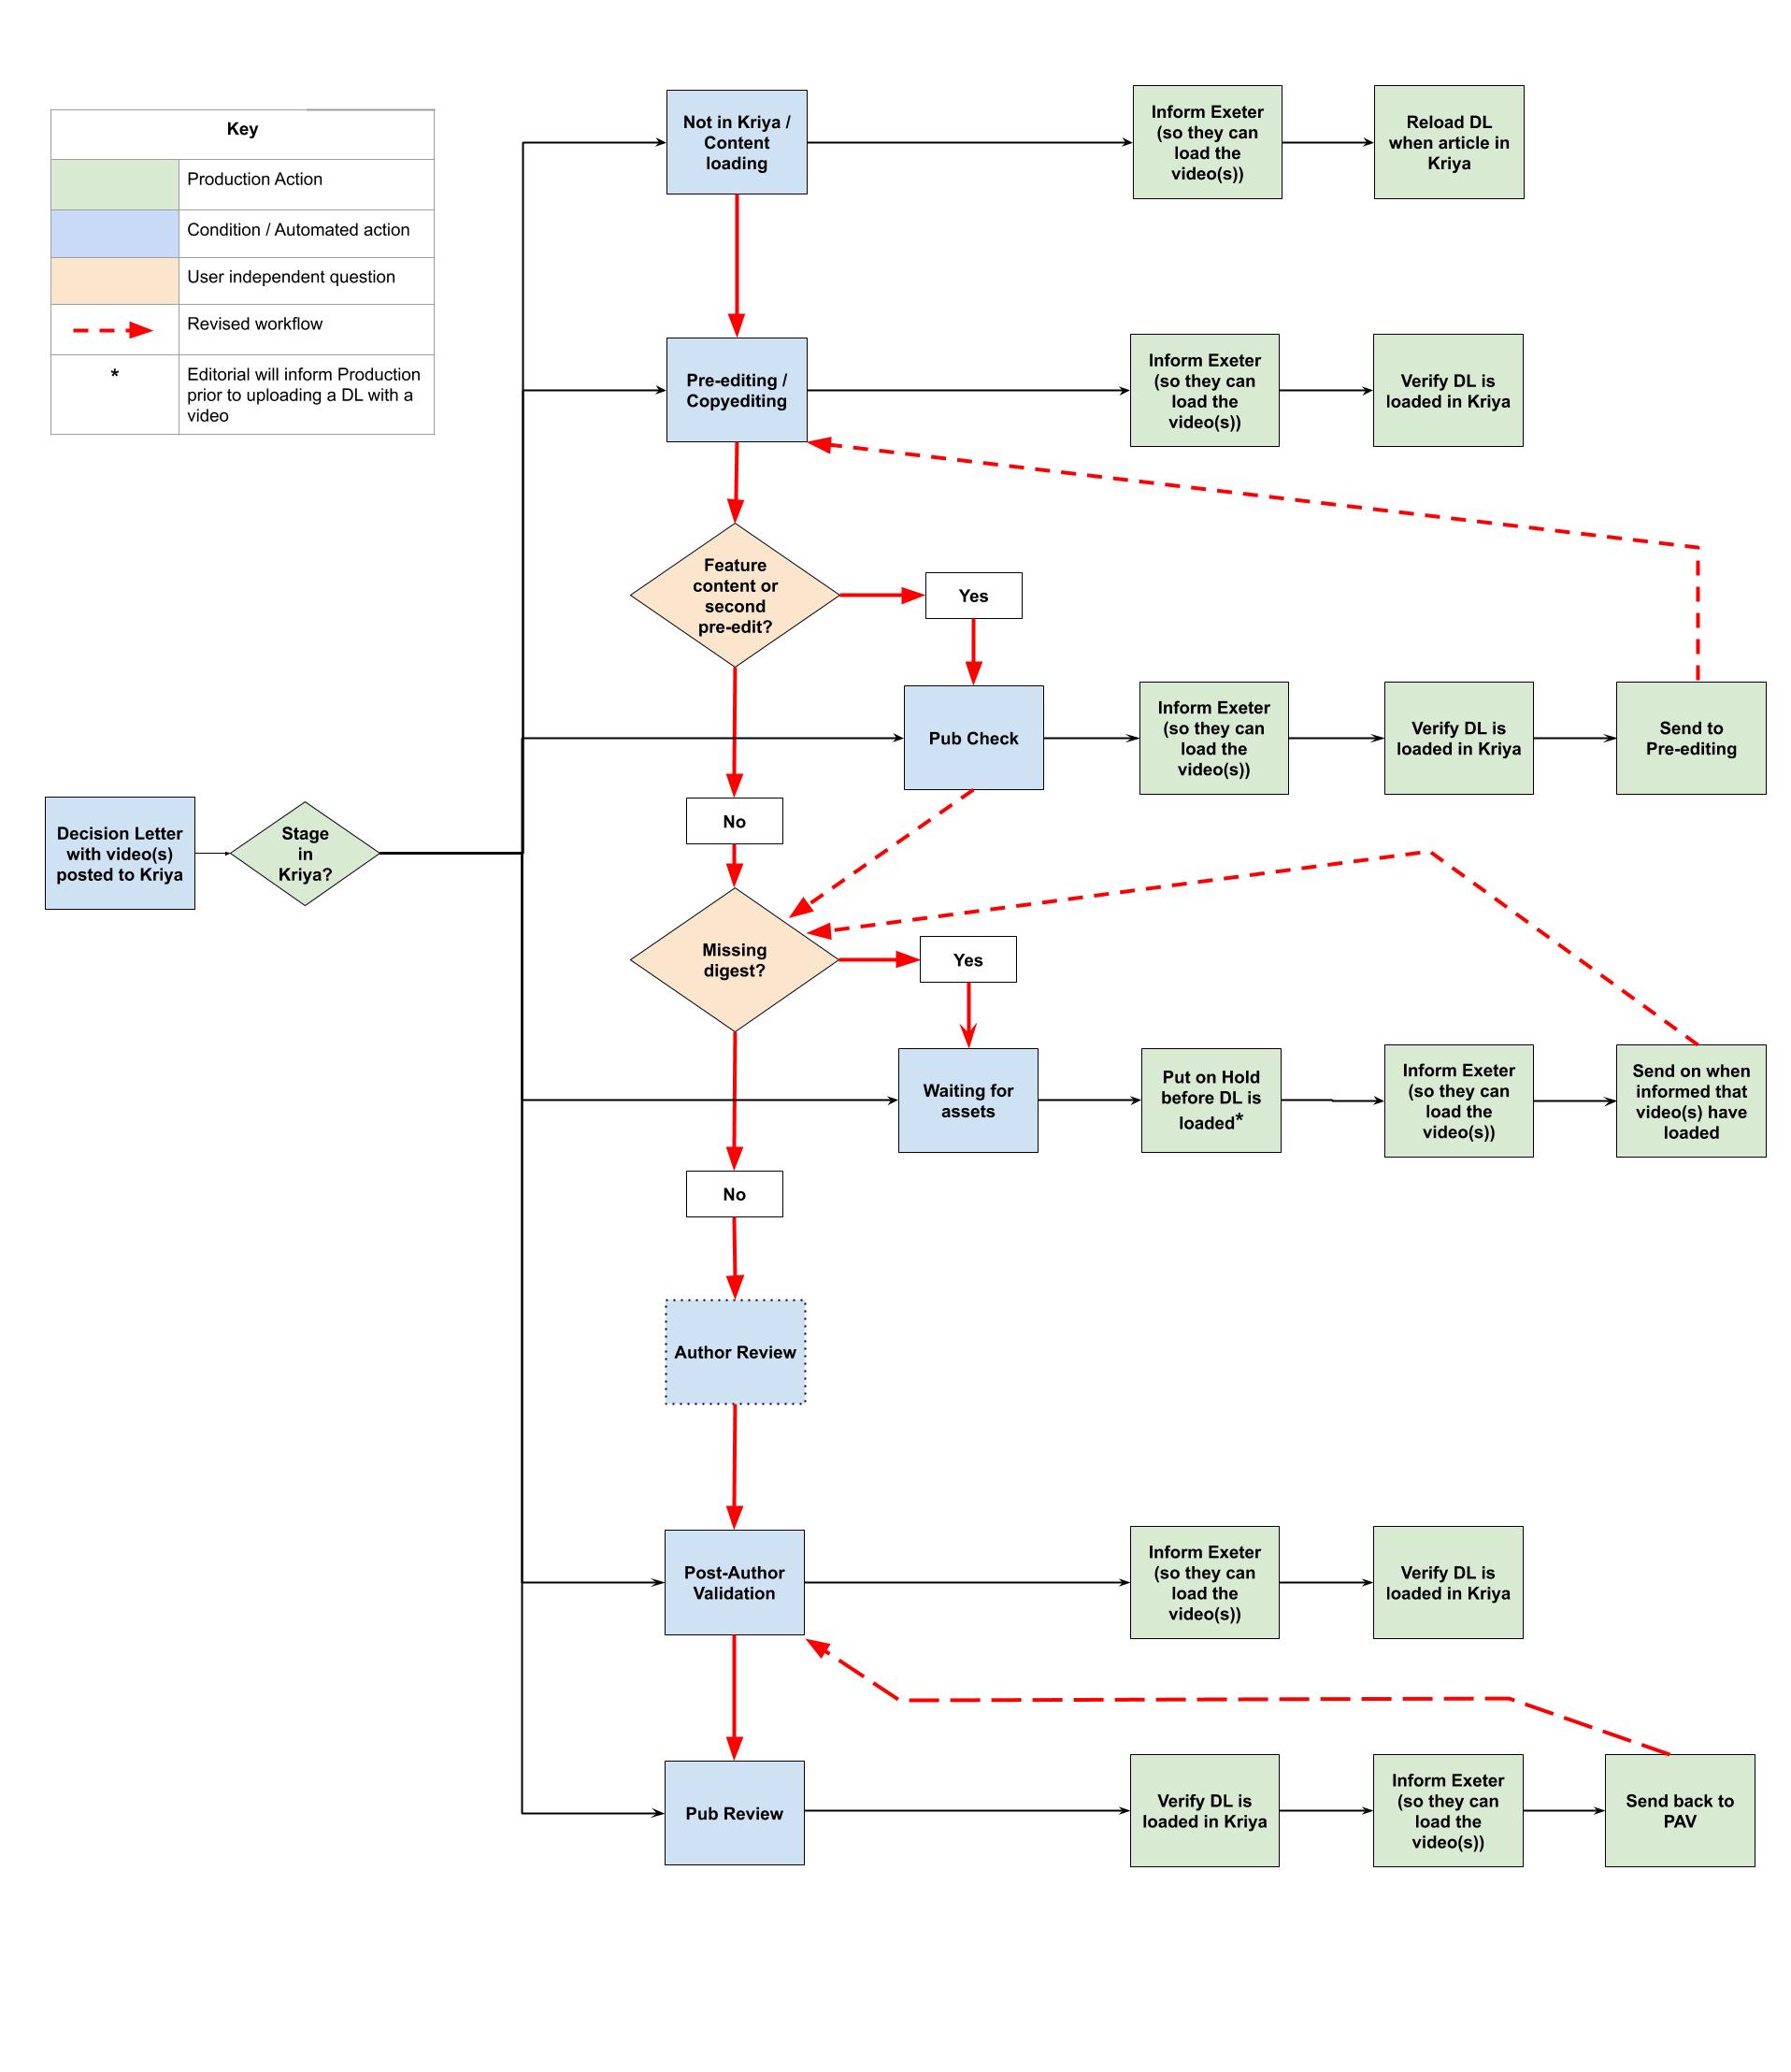 Key
Production Action
Condition / Automated action
User independent question
Revised workflow
*
Editorial will inform Production
prior to uploading a DL with a
video
Decision Letter
with video(s)
posted to Kriya
Stage
in
Kriya?
Not in Kriya /
Content
loading
Inform Exeter
(so they can
load the
video(s))
Reload DL
when article in
Kriya
Pre-editing /
Copyediting
Inform Exeter
(so they can
load the
video(s))
Verify DL is
loaded in Kriya
Feature
content or
second
pre-edit?
Yes
Pub Check
Inform Exeter
(so they can
load the
video(s))
Verify DL is
loaded in Kriya
Send to
Pre-editing
No
Missing
digest?
Yes
Waiting for
assets
Put on Hold
before DL is
loaded*
Inform Exeter
(so they can
load the
video(s))
Send on when
informed that
video(s) have
loaded
No
Author Review
Post-Author
Validation
Inform Exeter
(so they can
load the
video(s))
Verify DL is
loaded in Kriya
Pub Review
Verify DL is
loaded in Kriya
Inform Exeter
(so they can
load the
video(s))
Send back to
PAV